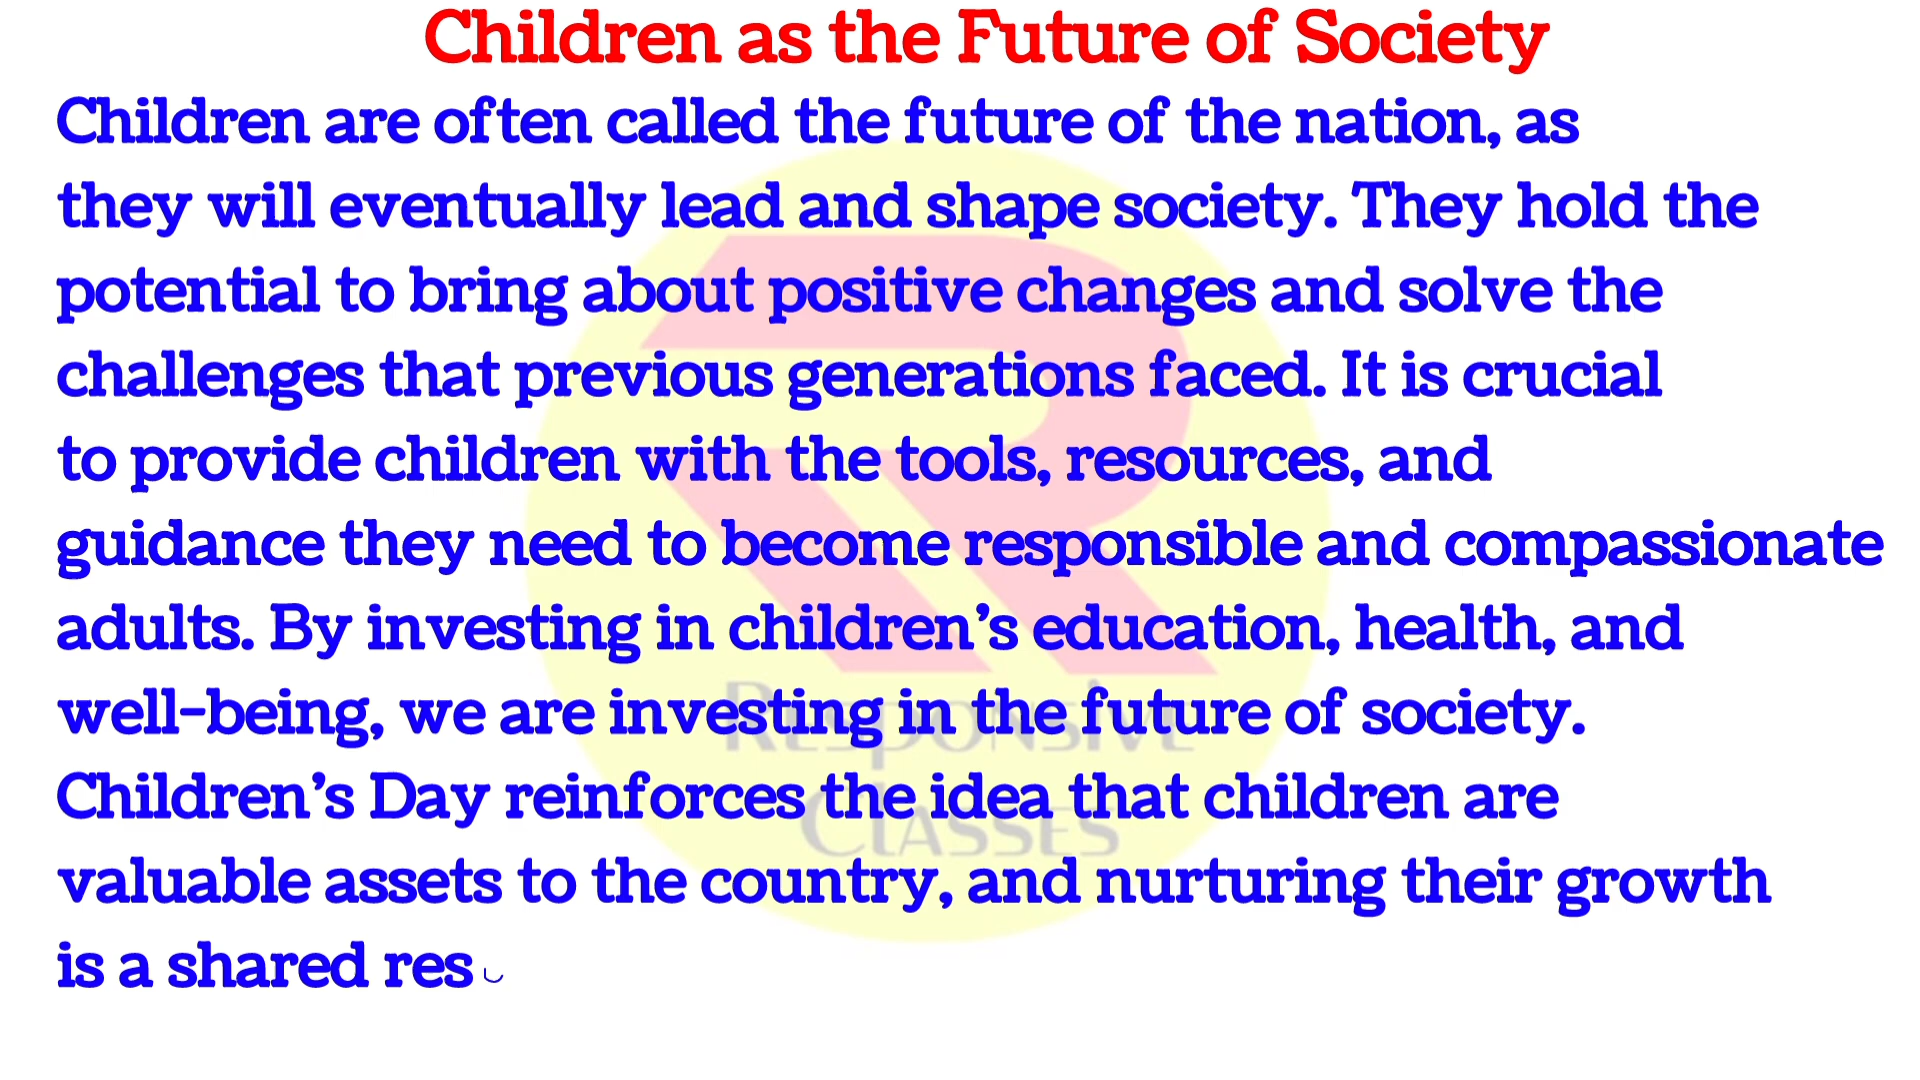 Children as the Future of Society
Children are often called the future of the nation, as
they will eventually lead and shape society. They hold the
potential to bring about positive changes and solve the
challenges that previous generations faced. It is crucial
to provide children with the tools, resources, and
guidance they need to become responsible and compassionate
adults. By investing in children’s education, health, and
well-being, we are investing in the future of society.
Children’s Day reinforces the idea that children are
valuable assets to the country, and nurturing their growth
is a shared res
Responsive
Classes